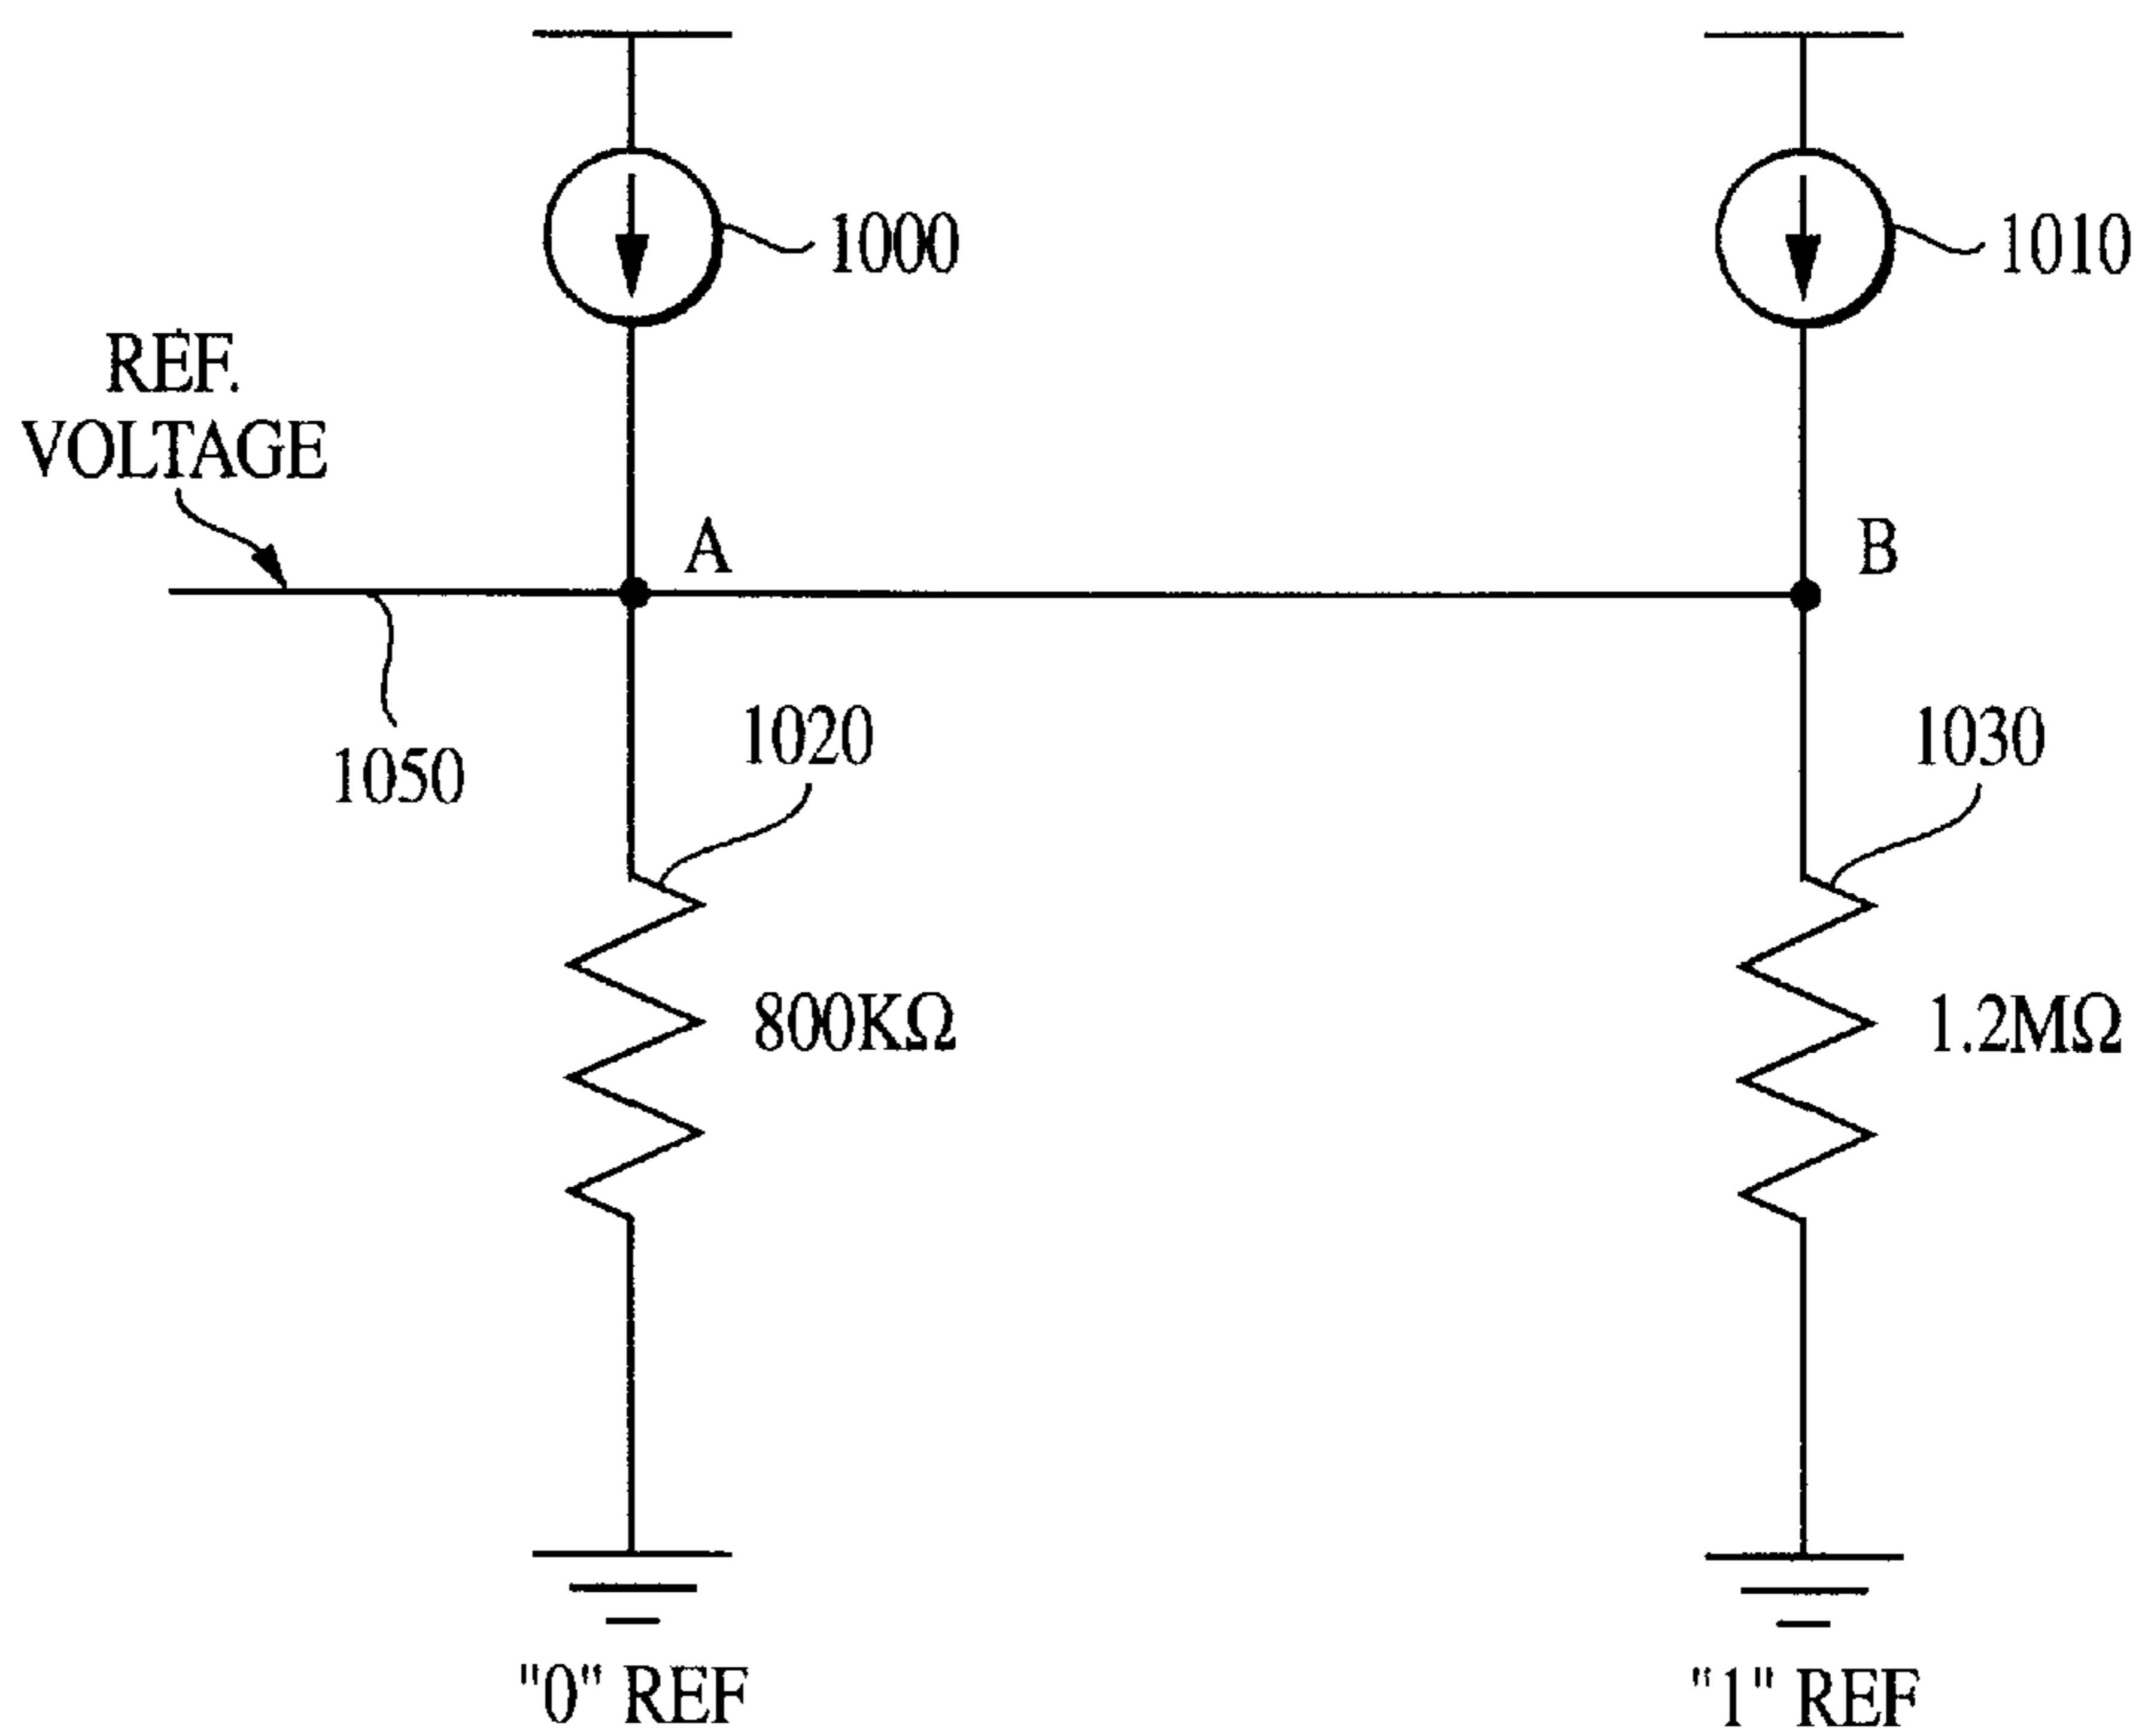 1000
1010
REF.
VOLTAGE
A
B
1050
1020
1030
800KΩ
1.2MΩ
"0" REF
"1" REF